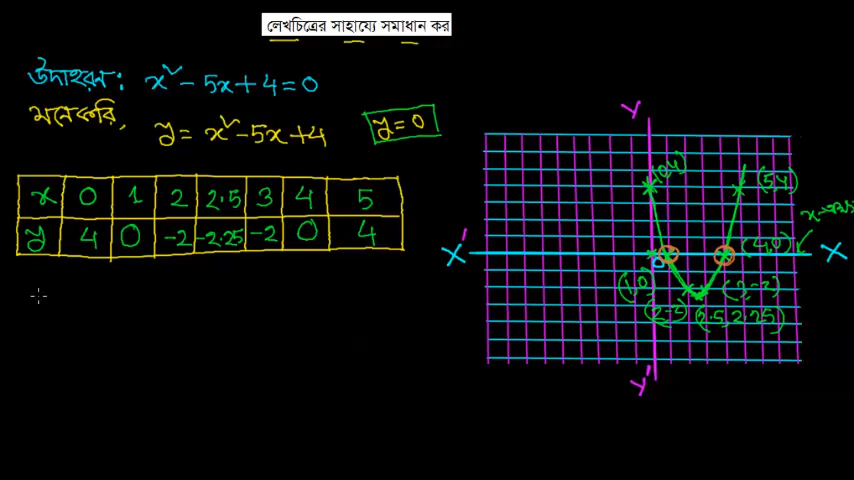 লেখচিত্রের সাহায্যে সমাধান কর
উদাহরন: x² - 5x + 4 = 0
মনেকরি,
y = x² - 5x + 4
y = 0
x 0 1 2 2.5 3 4 5
y 4 0 -2 -2.25 -2 0 4
Y
(0,4)
(5,4)
x-অক্ষ
X'
(4,0)
X
(1,0)
(2,-2)
(2.5, 2.25)
(3,-2)
Y'